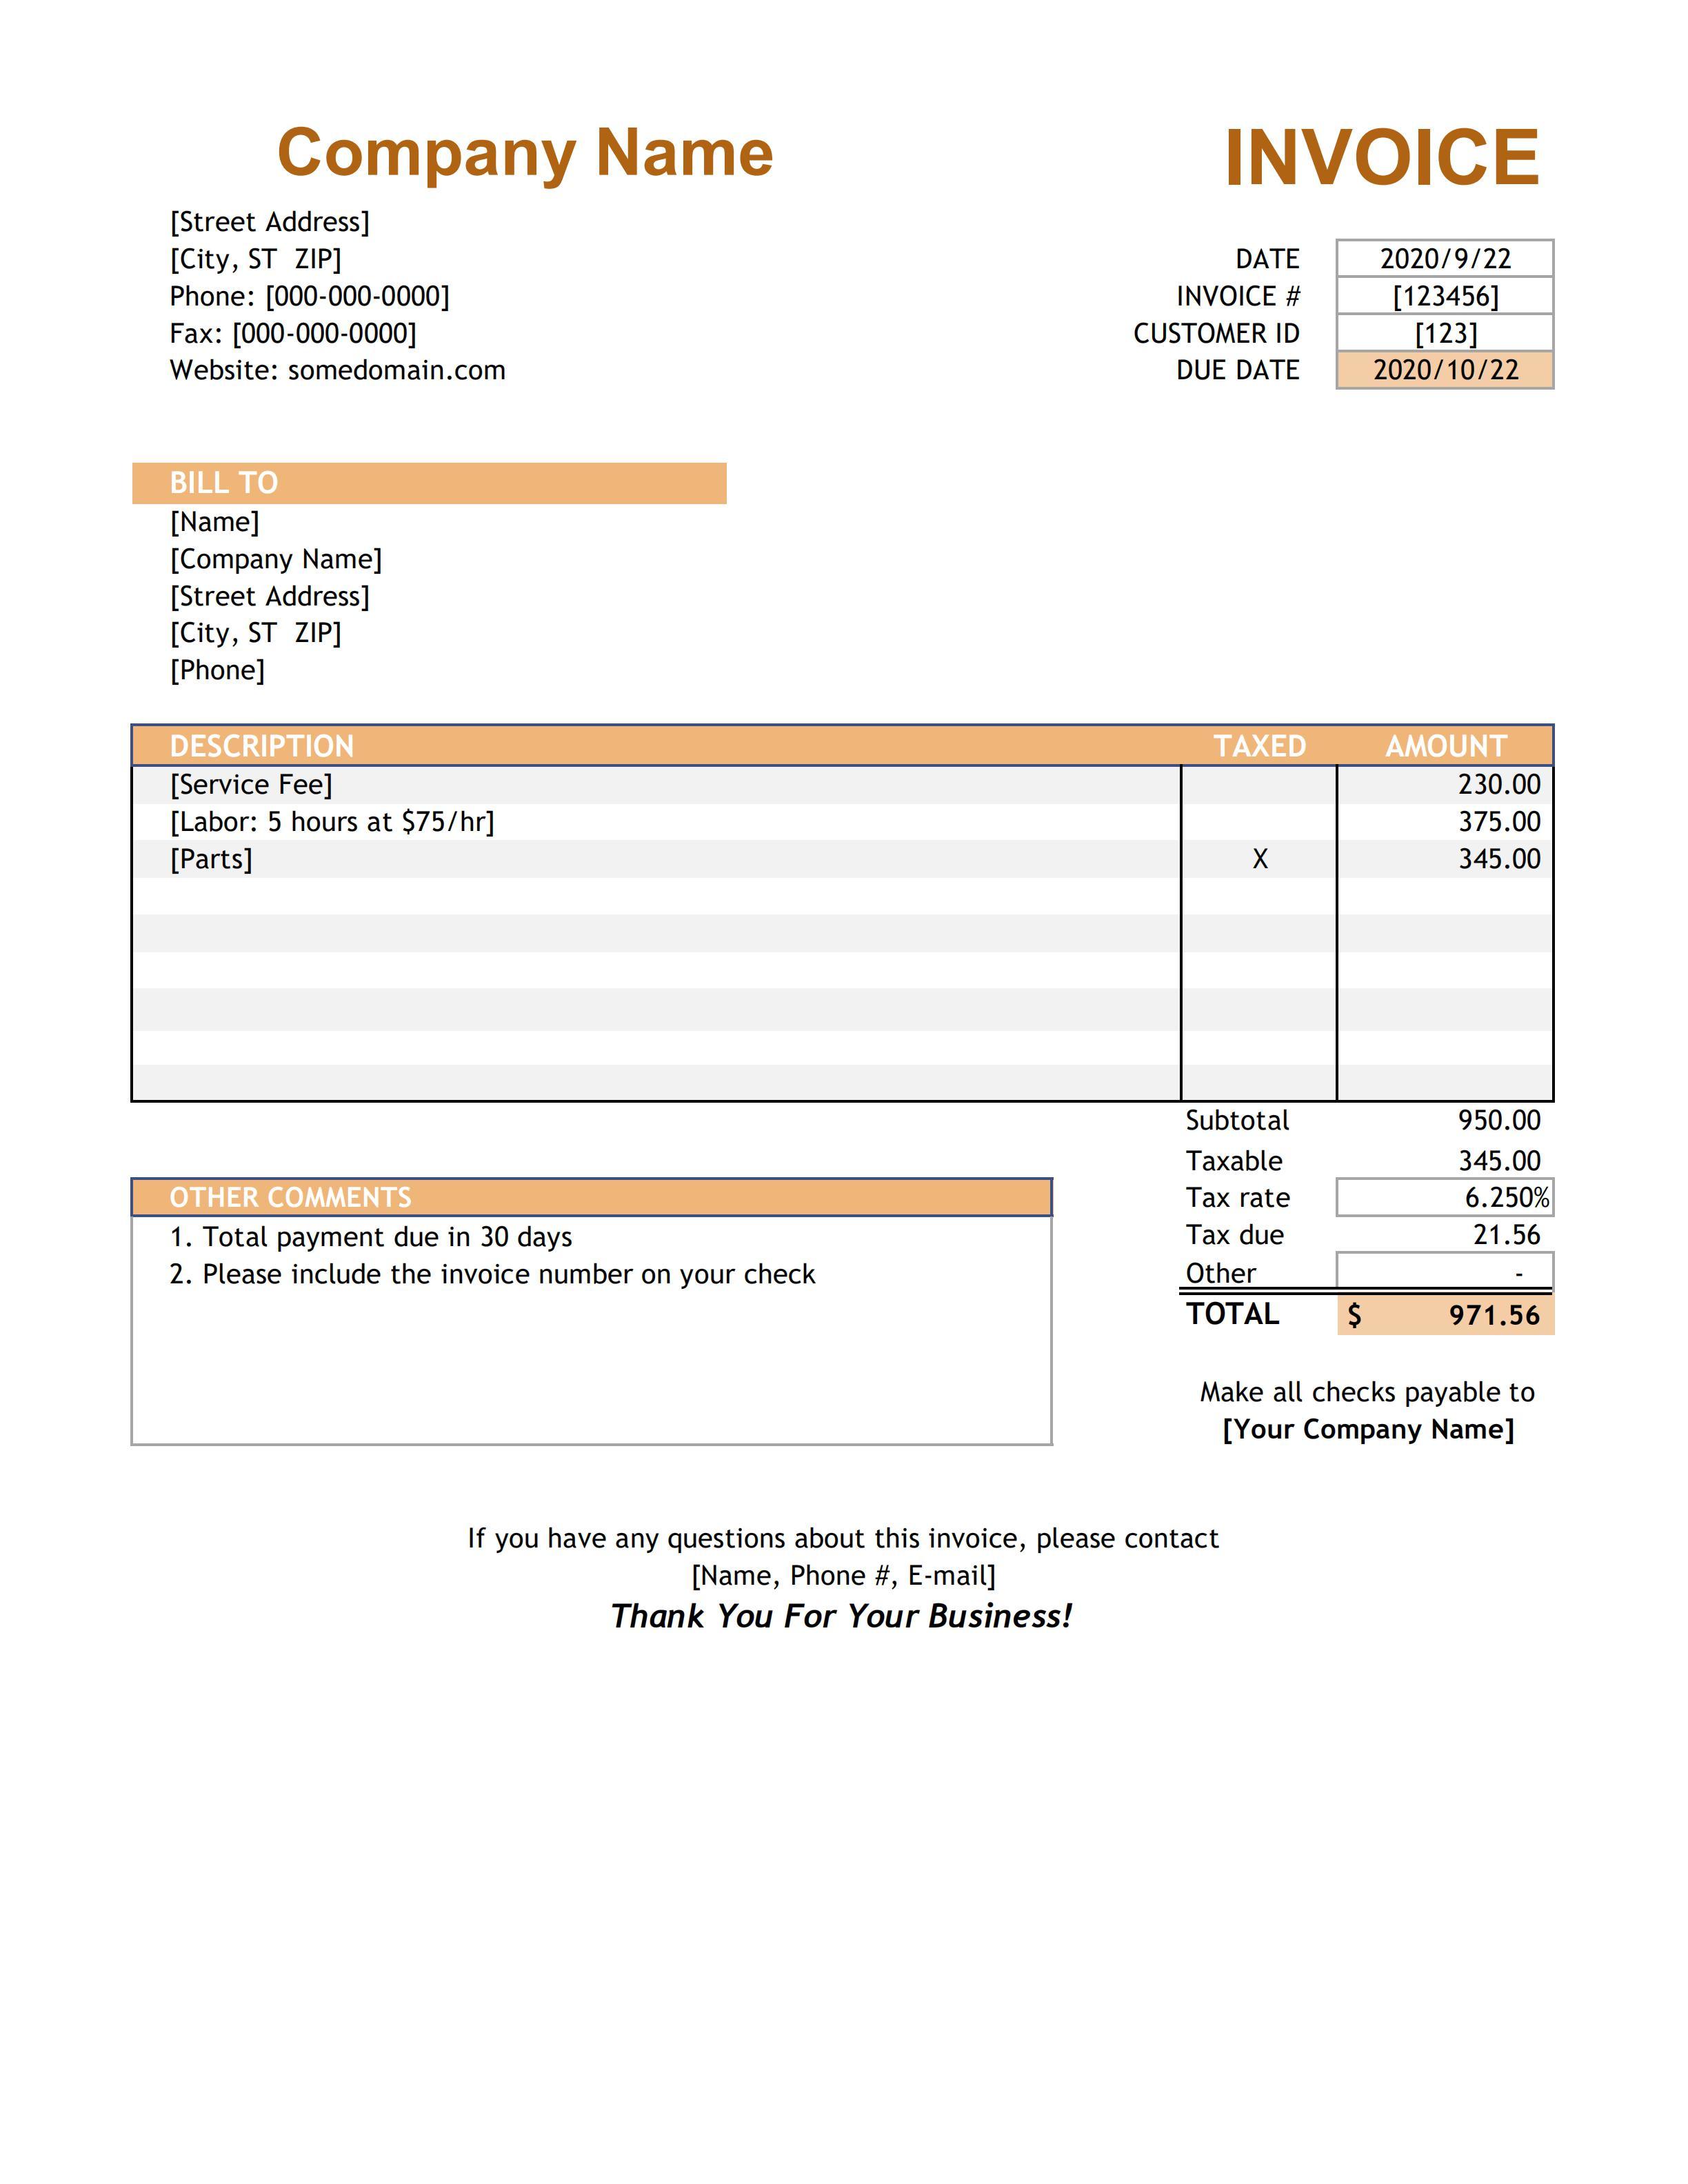 Company Name
INVOICE
[Street Address]
[City, ST  ZIP]
DATE 2020/9/22
Phone: [000-000-0000]
INVOICE # [123456]
Fax: [000-000-0000]
CUSTOMER ID [123]
Website: somedomain.com
DUE DATE 2020/10/22
BILL TO
[Name]
[Company Name]
[Street Address]
[City, ST  ZIP]
[Phone]
DESCRIPTION TAXED AMOUNT
[Service Fee] 230.00
[Labor: 5 hours at $75/hr] 375.00
[Parts] X 345.00
Subtotal 950.00
Taxable 345.00
Tax rate 6.250%
Tax due 21.56
Other -
TOTAL $ 971.56
OTHER COMMENTS
1. Total payment due in 30 days
2. Please include the invoice number on your check
Make all checks payable to
[Your Company Name]
If you have any questions about this invoice, please contact
[Name, Phone #, E-mail]
Thank You For Your Business!